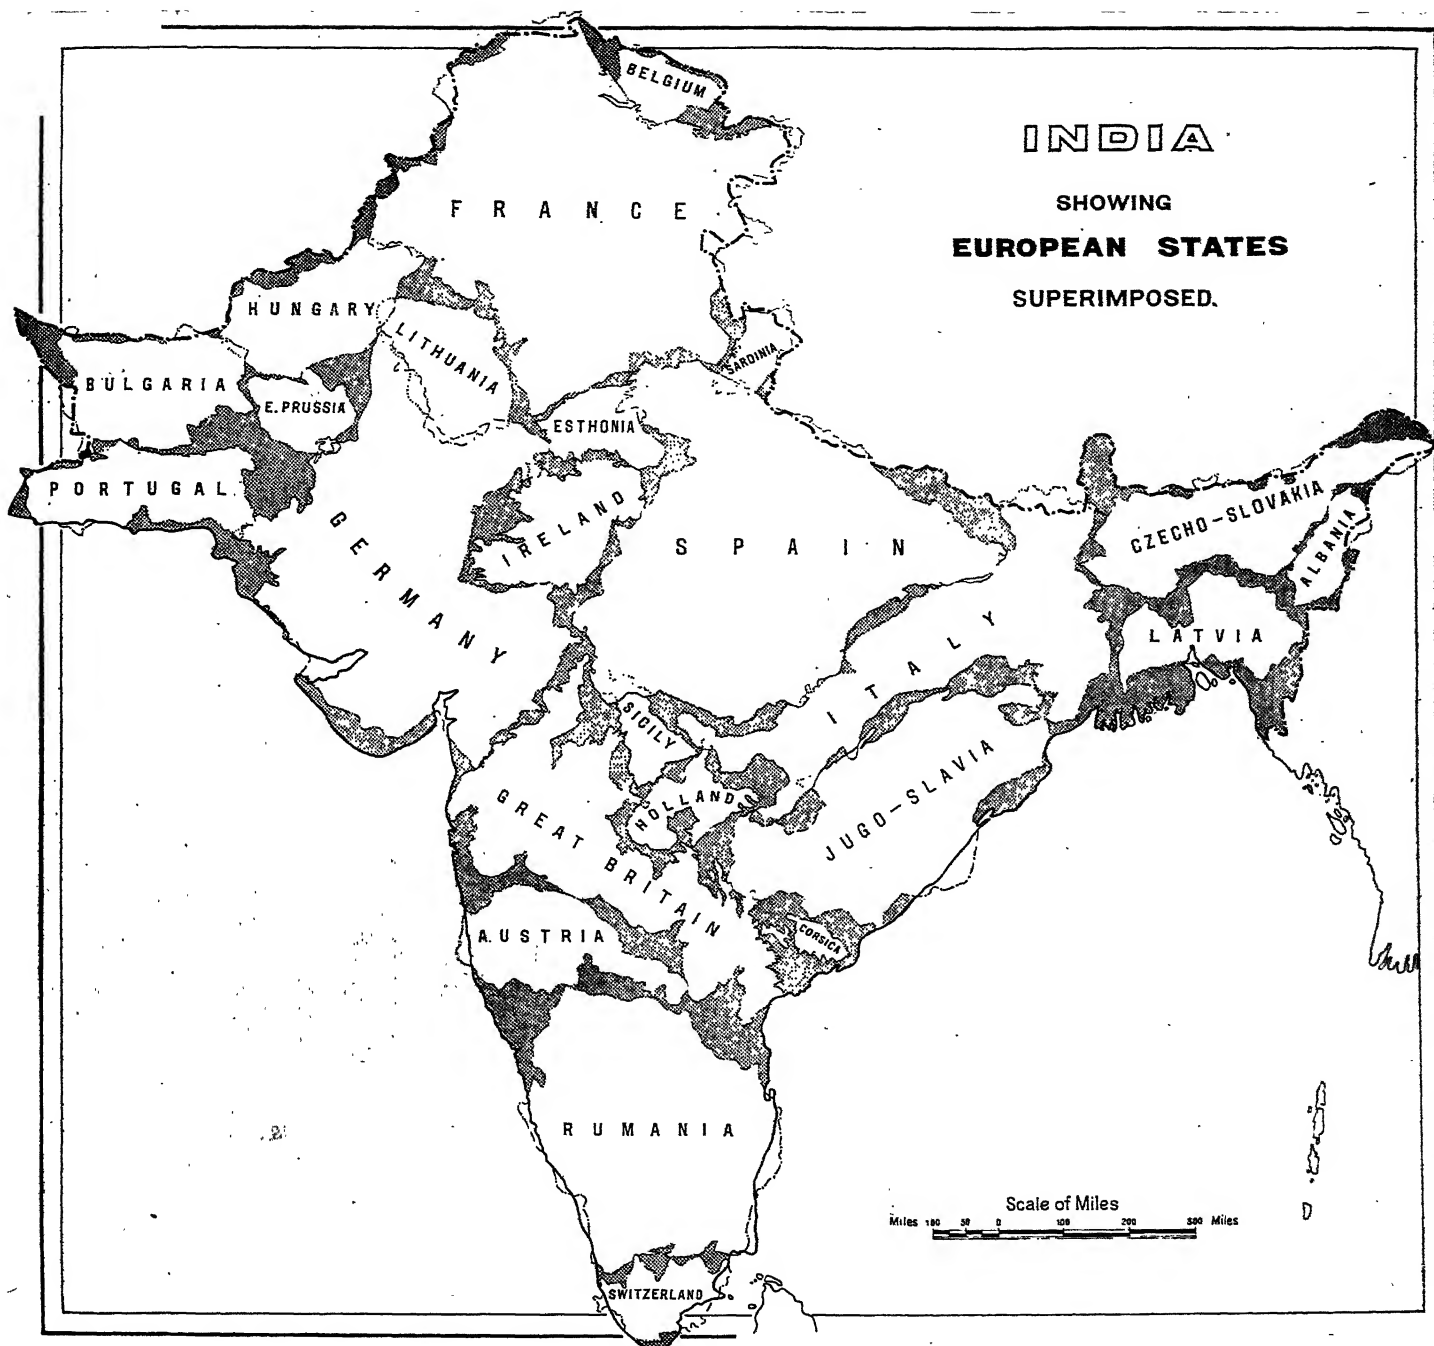 INDIA
SHOWING
EUROPEAN STATES
SUPERIMPOSED.
BELGIUM
FRANCE
HUNGARY
LITHUANIA
SARDINIA
BULGARIA
E. PRUSSIA
ESTHONIA
PORTUGAL
GERMANY
IRELAND
SPAIN
CZECHO-SLOVAKIA
ALBANIA
LATVIA
ITALY
SICILY
HOLLAND
JUGO-SLAVIA
GREAT BRITAIN
AUSTRIA
CORSICA
RUMANIA
SWITZERLAND
Scale of Miles
Miles 100 50 0 100 200 300 Miles